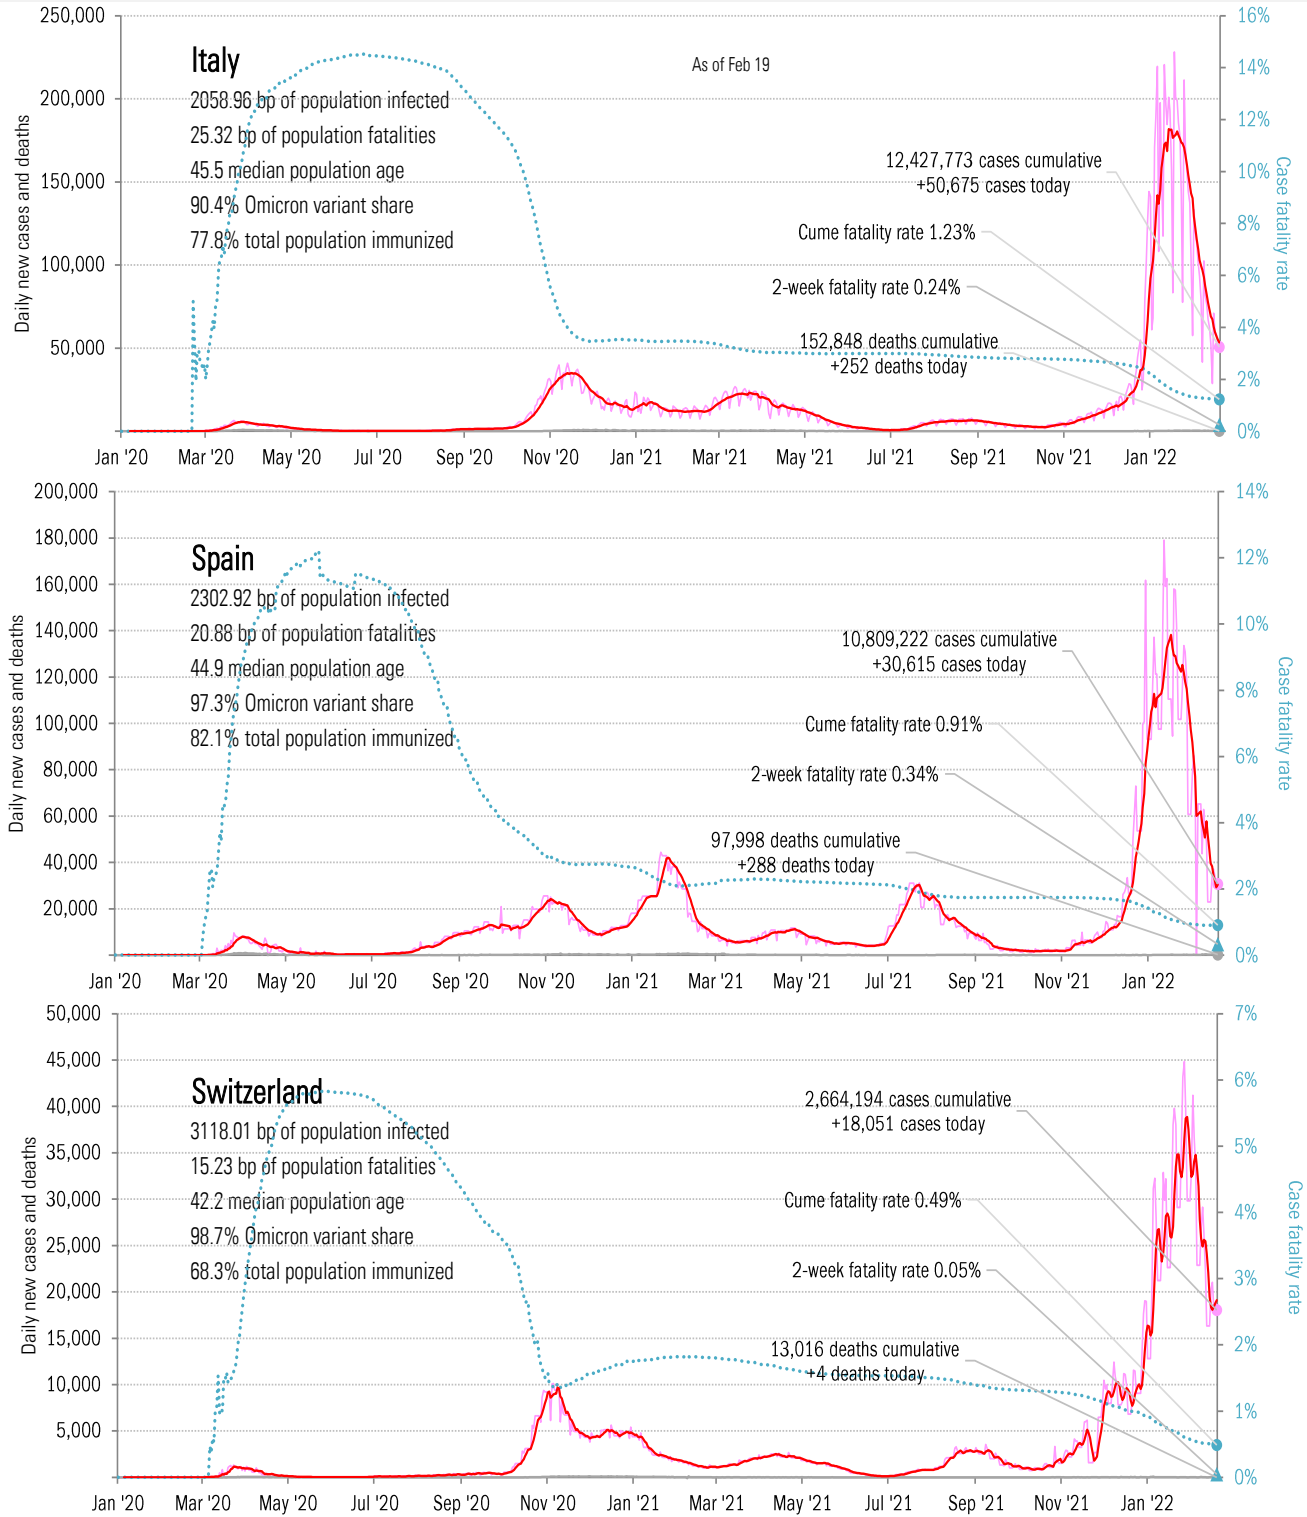 250,000
200,000
150,000
100,000
50,000
Daily new cases and deaths
Italy
2058.96 bp of population infected
25.32 bp of population fatalities
45.5 median population age
90.4% Omicron variant share
77.8% total population immunized
As of Feb 19
12,427,773 cases cumulative
+50,675 cases today
Cume fatality rate 1.23%
2-week fatality rate 0.24%
152,848 deaths cumulative
+252 deaths today
16%
14%
12%
10%
8%
6%
4%
2%
0%
Case fatality rate
Jan '20 Mar '20 May '20 Jul '20 Sep '20 Nov '20 Jan '21 Mar '21 May '21 Jul '21 Sep '21 Nov '21 Jan '22
200,000
180,000
160,000
140,000
120,000
100,000
80,000
60,000
40,000
20,000
Daily new cases and deaths
Spain
2302.92 bp of population infected
20.88 bp of population fatalities
44.9 median population age
97.3% Omicron variant share
82.1% total population immunized
10,809,222 cases cumulative
+30,615 cases today
Cume fatality rate 0.91%
2-week fatality rate 0.34%
97,998 deaths cumulative
+288 deaths today
14%
12%
10%
8%
6%
4%
2%
0%
Case fatality rate
Jan '20 Mar '20 May '20 Jul '20 Sep '20 Nov '20 Jan '21 Mar '21 May '21 Jul '21 Sep '21 Nov '21 Jan '22
50,000
45,000
40,000
35,000
30,000
25,000
20,000
15,000
10,000
5,000
Daily new cases and deaths
Switzerland
3118.01 bp of population infected
15.23 bp of population fatalities
42.2 median population age
98.7% Omicron variant share
68.3% total population immunized
2,664,194 cases cumulative
+18,051 cases today
Cume fatality rate 0.49%
2-week fatality rate 0.05%
13,016 deaths cumulative
+4 deaths today
7%
6%
5%
4%
3%
2%
1%
0%
Case fatality rate
Jan '20 Mar '20 May '20 Jul '20 Sep '20 Nov '20 Jan '21 Mar '21 May '21 Jul '21 Sep '21 Nov '21 Jan '22